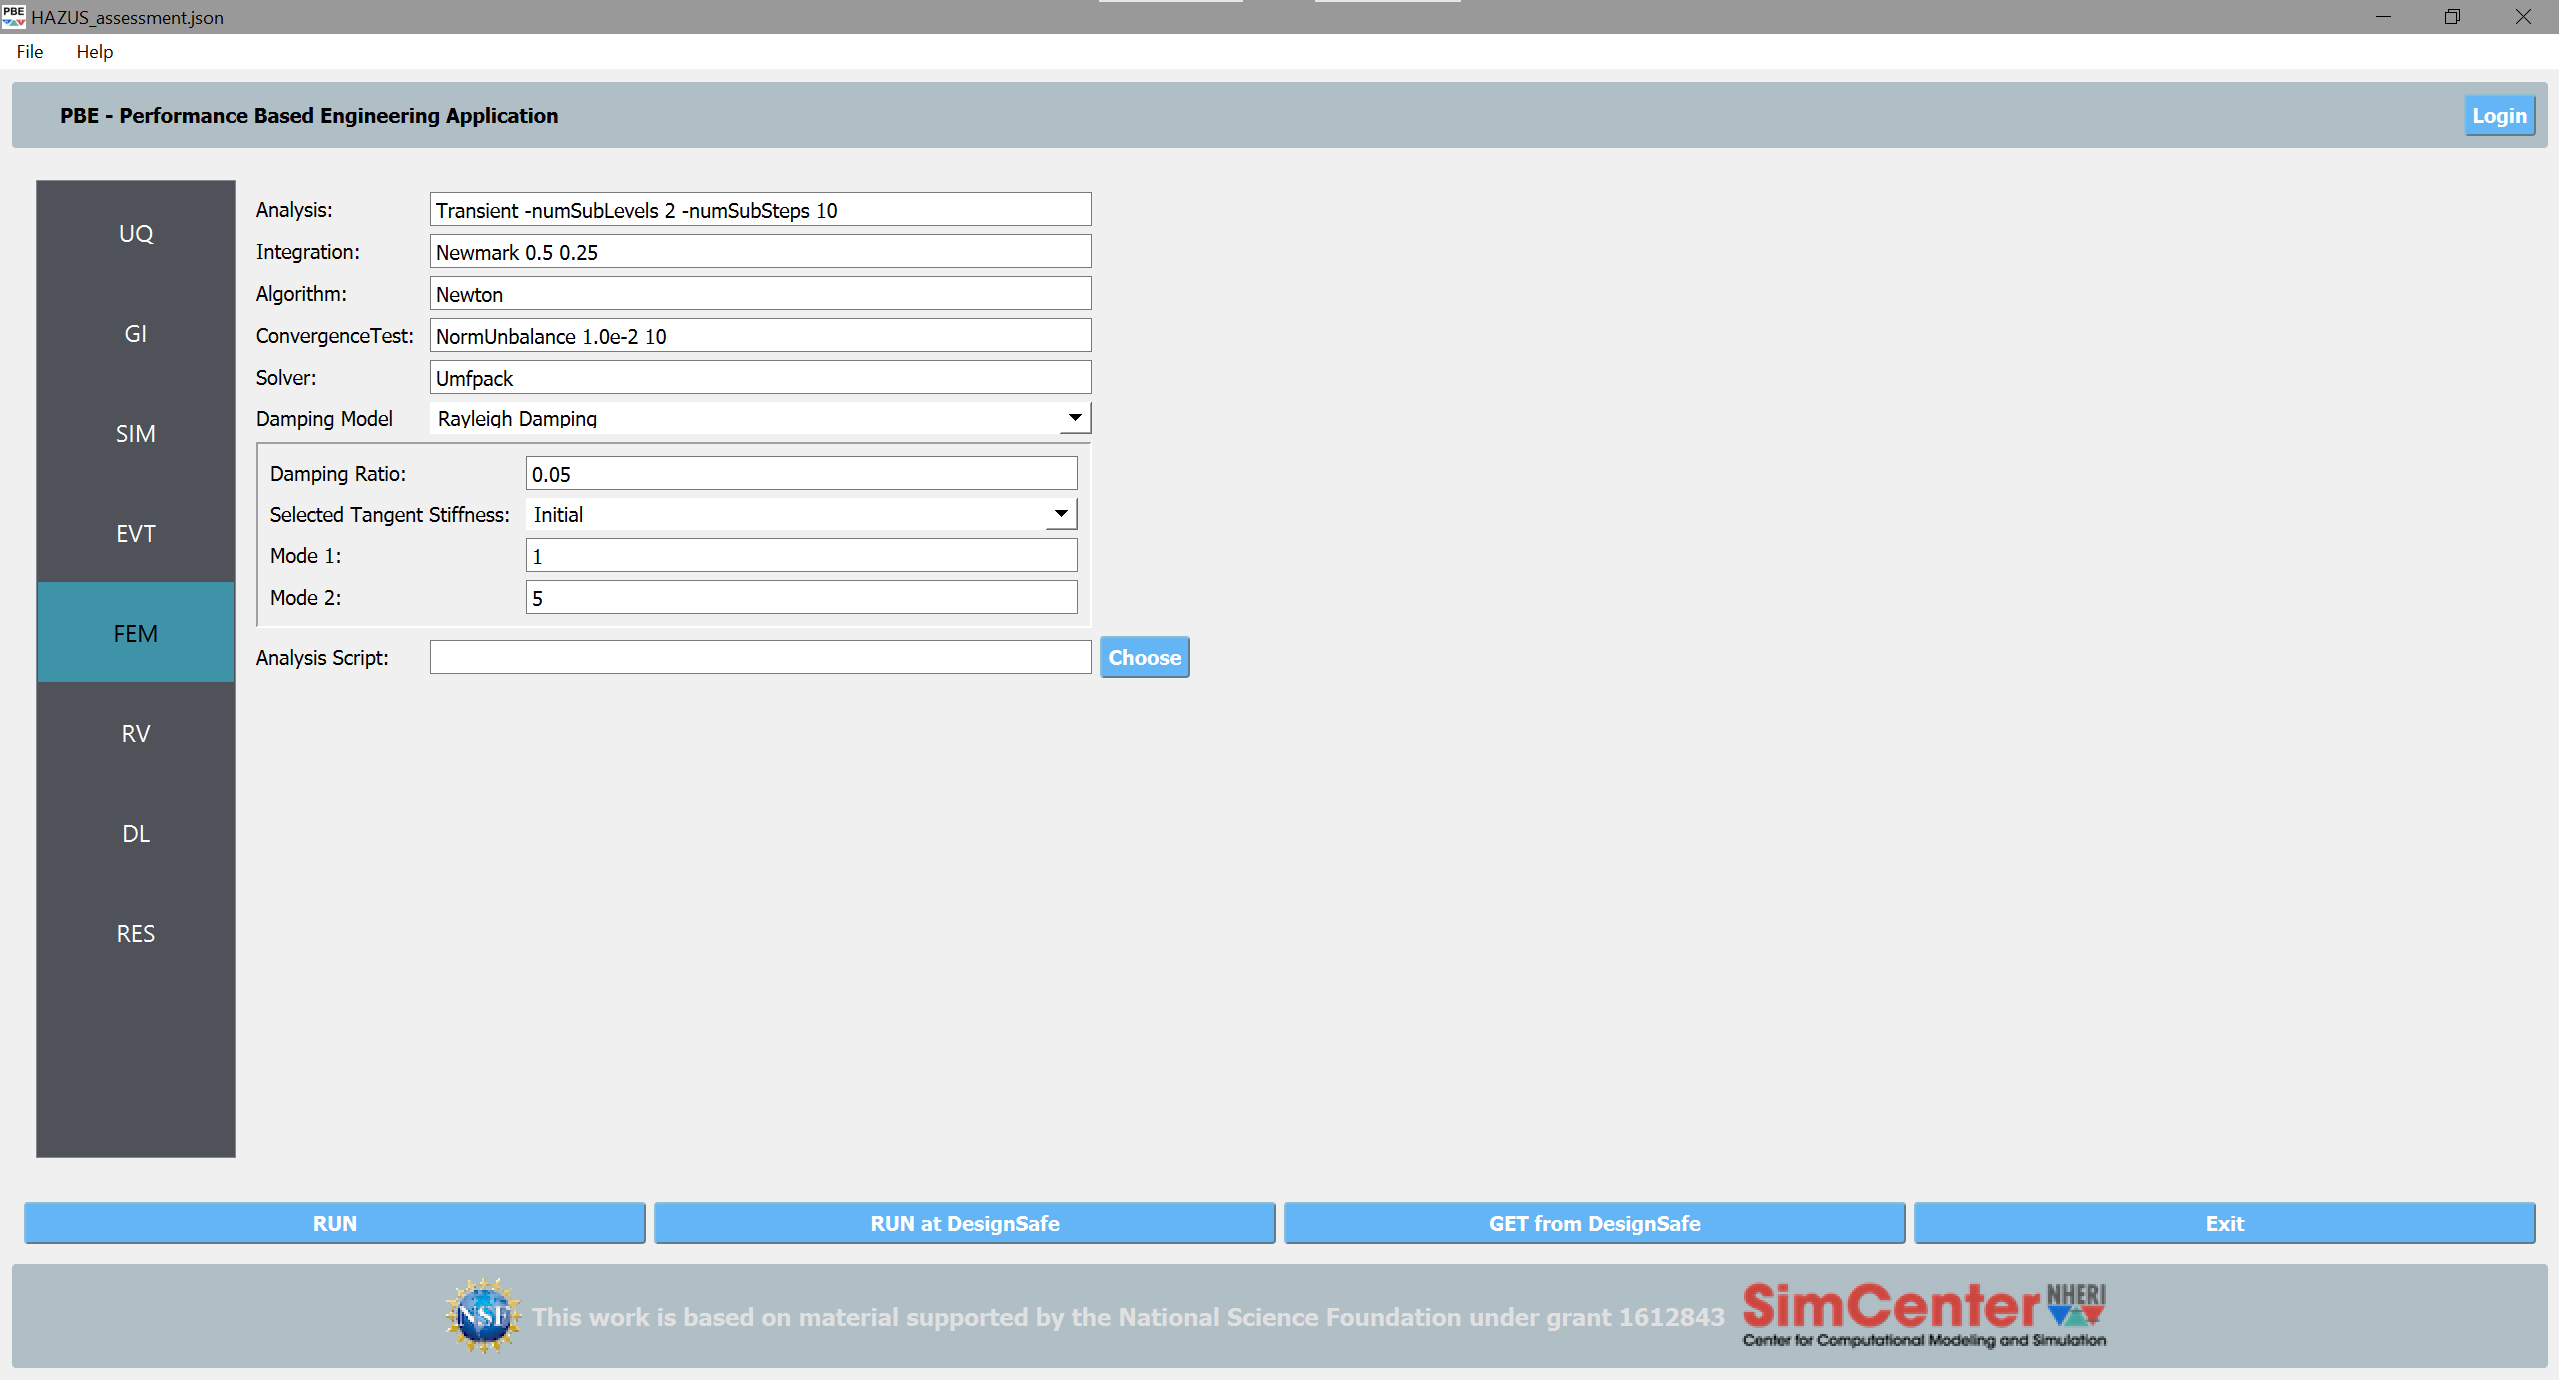 PBE HAZUS_assessment.json
File Help
PBE - Performance Based Engineering Application
Login
UQ
GI
SIM
EVT
FEM
RV
DL
RES
Analysis: Transient -numSubLevels 2 -numSubSteps 10
Integration: Newmark 0.5 0.25
Algorithm: Newton
ConvergenceTest: NormUnbalance 1.0e-2 10
Solver: Umfpack
Damping Model Rayleigh Damping
Damping Ratio: 0.05
Selected Tangent Stiffness: Initial
Mode 1: 1
Mode 2: 5
Analysis Script: Choose
RUN RUN at DesignSafe GET from DesignSafe Exit
NSF This work is based on material supported by the National Science Foundation under grant 1612843 SimCenter NHERI
Center for Computational Modeling and Simulation